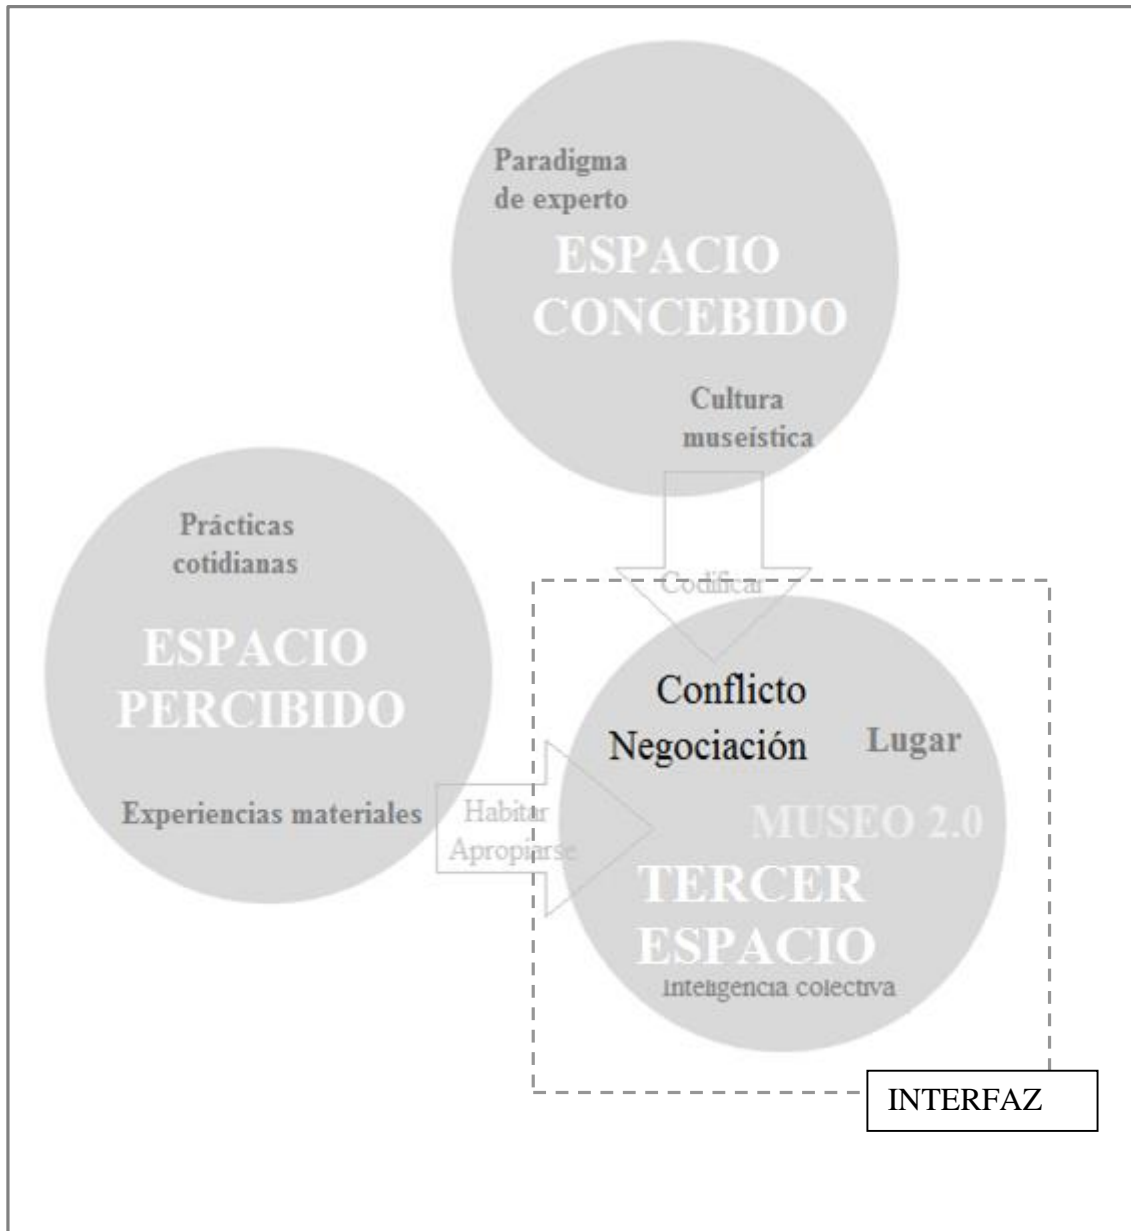 Paradigma
de experto
ESPACIO
CONCEBIDO
Cultura
museística
Prácticas
cotidianas
ESPACIO
PERCIBIDO
Experiencias materiales
Codificar
Habitar
Apropiarse
Conflicto
Negociación
Lugar
MUSEO 2.0
TERCER
ESPACIO
Inteligencia colectiva
INTERFAZ